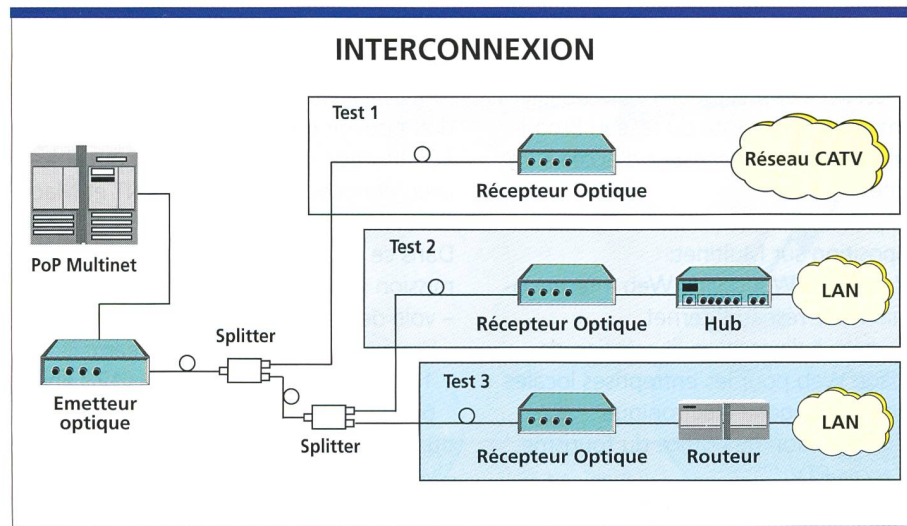 INTERCONNEXION
Test 1
Récepteur Optique
Réseau CATV
PoP Multinet
Test 2
Récepteur Optique
Hub
LAN
Splitter
Emetteur
optique
Splitter
Test 3
Récepteur Optique
Routeur
LAN